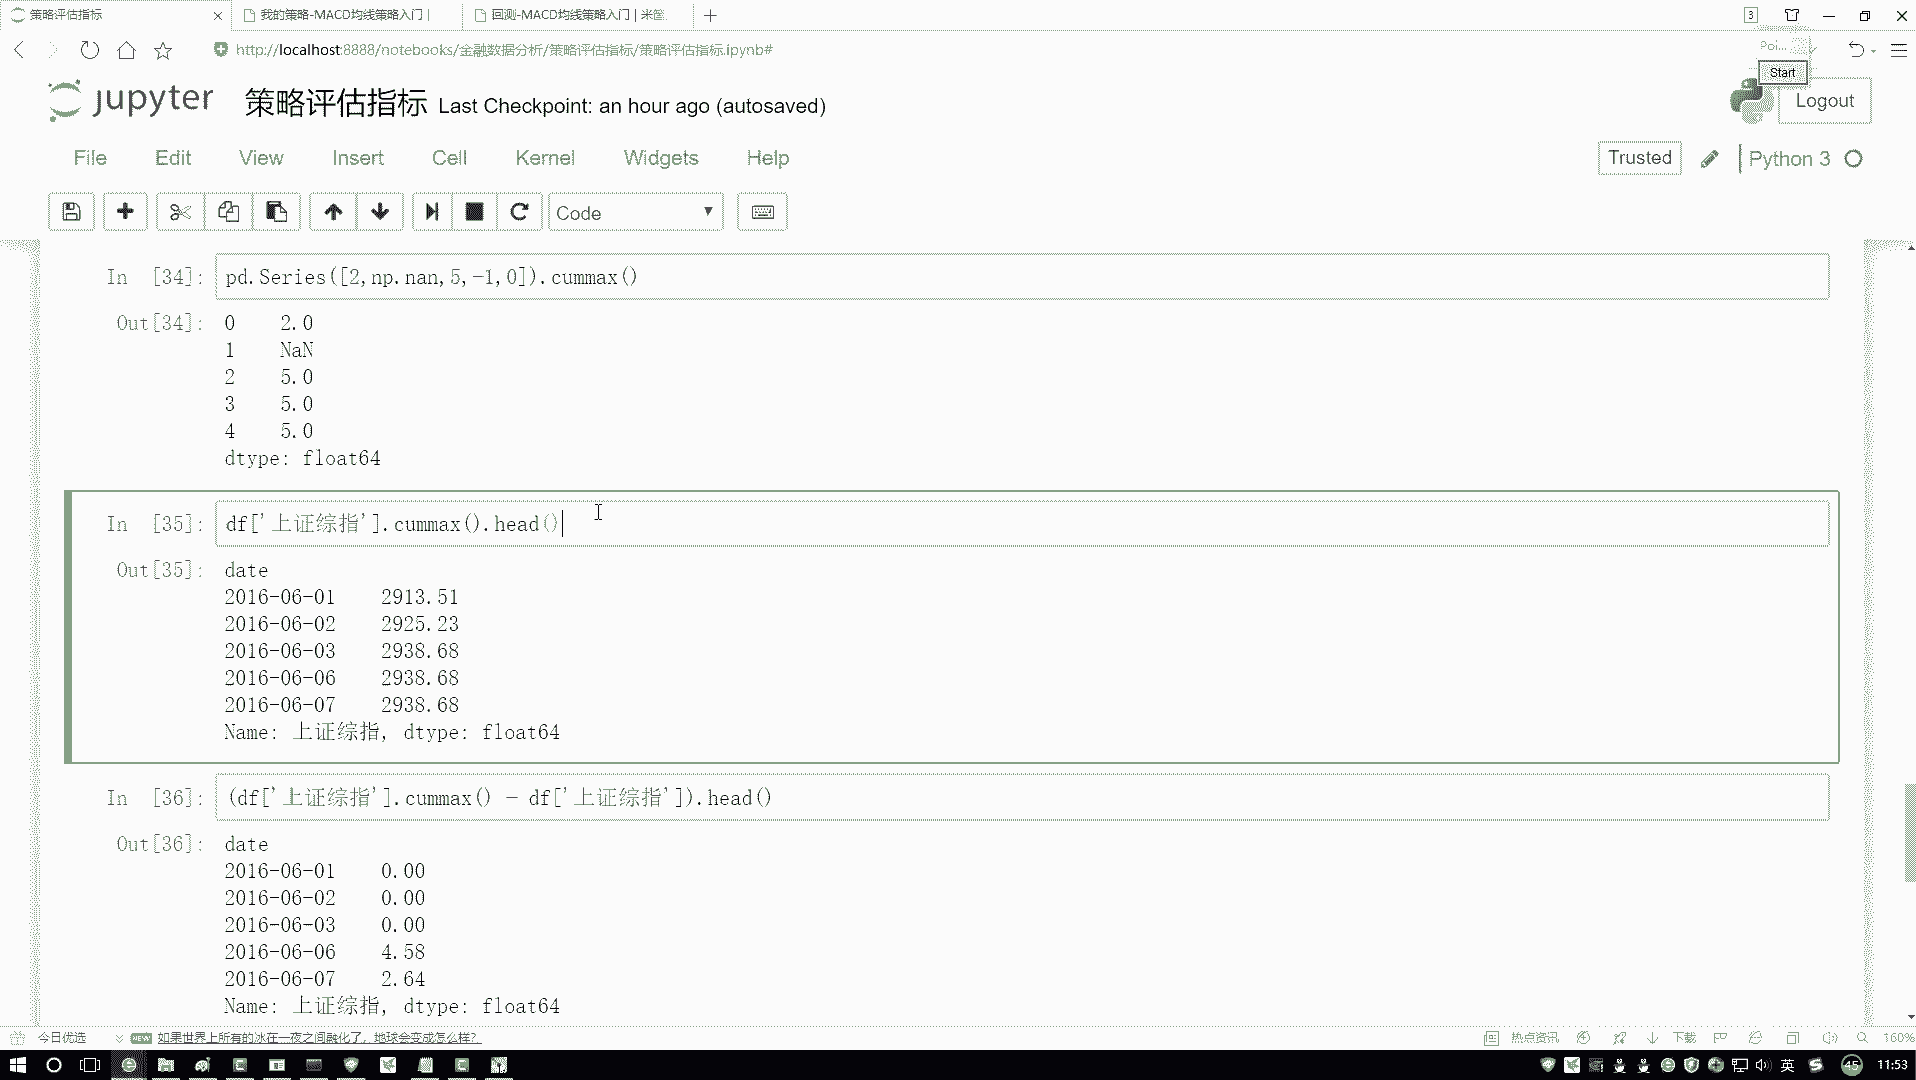 策略评估指标
我的策略-MACD均线策略入门 |
回测-MACD均线策略入门 | 米筐
3
http://localhost:8888/notebooks/金融数据分析/策略评估指标/策略评估指标.ipynb#
Poi...
Start
jupyter 策略评估指标 Last Checkpoint: an hour ago (autosaved)
Logout
File Edit View Insert Cell Kernel Widgets Help
Trusted
Python 3
Code
In [34]: pd.Series([2,np.nan,5,-1,0]).cummax()
Out[34]: 0 2.0
1 NaN
2 5.0
3 5.0
4 5.0
dtype: float64
In [35]: df['上证综指'].cummax().head()
Out[35]: date
2016-06-01 2913.51
2016-06-02 2925.23
2016-06-03 2938.68
2016-06-06 2938.68
2016-06-07 2938.68
Name: 上证综指, dtype: float64
In [36]: (df['上证综指'].cummax() - df['上证综指']).head()
Out[36]: date
2016-06-01 0.00
2016-06-02 0.00
2016-06-03 0.00
2016-06-06 4.58
2016-06-07 2.64
Name: 上证综指, dtype: float64
今日优选
NEW 如果世界上所有的冰在一夜之间融化了，地球会变成怎么样？
热点资讯
下载
160%
英
45
11:53